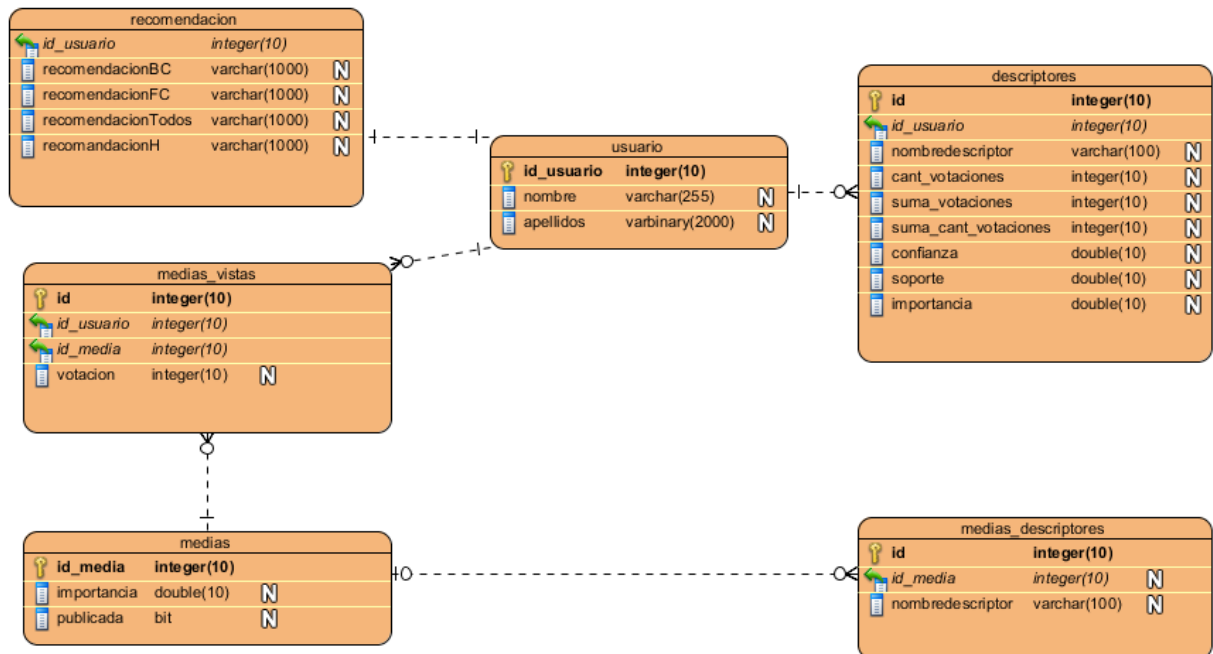 recomendacion
id_usuario integer(10)
recomendacionBC varchar(1000) N
recomendacionFC varchar(1000) N
recomendacionTodos varchar(1000) N
recomandacionH varchar(1000) N
usuario
id_usuario integer(10)
nombre varchar(255) N
apellidos varbinary(2000) N
descriptores
id integer(10)
id_usuario integer(10)
nombredescriptor varchar(100) N
cant_votaciones integer(10) N
suma_votaciones integer(10) N
suma_cant_votaciones integer(10) N
confianza double(10) N
soporte double(10) N
importancia double(10) N
medias_vistas
id integer(10)
id_usuario integer(10)
id_media integer(10)
votacion integer(10) N
medias
id_media integer(10)
importancia double(10) N
publicada bit N
medias_descriptores
id integer(10)
id_media integer(10) N
nombredescriptor varchar(100) N